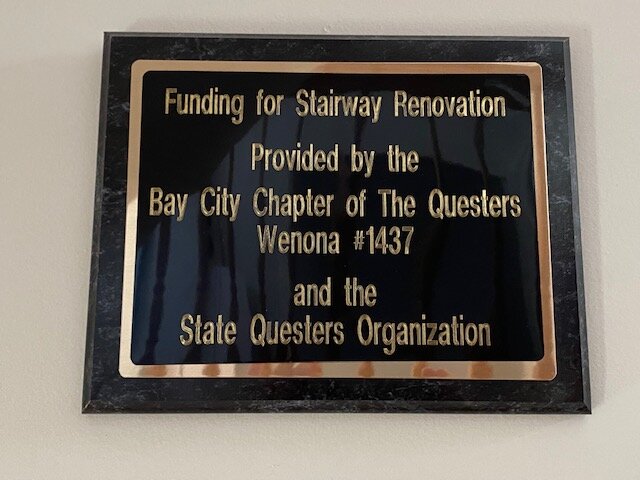 Funding for Stairway Renovation
Provided by the
Bay City Chapter of The Questers
Wenona #1437
and the
State Questers Organization